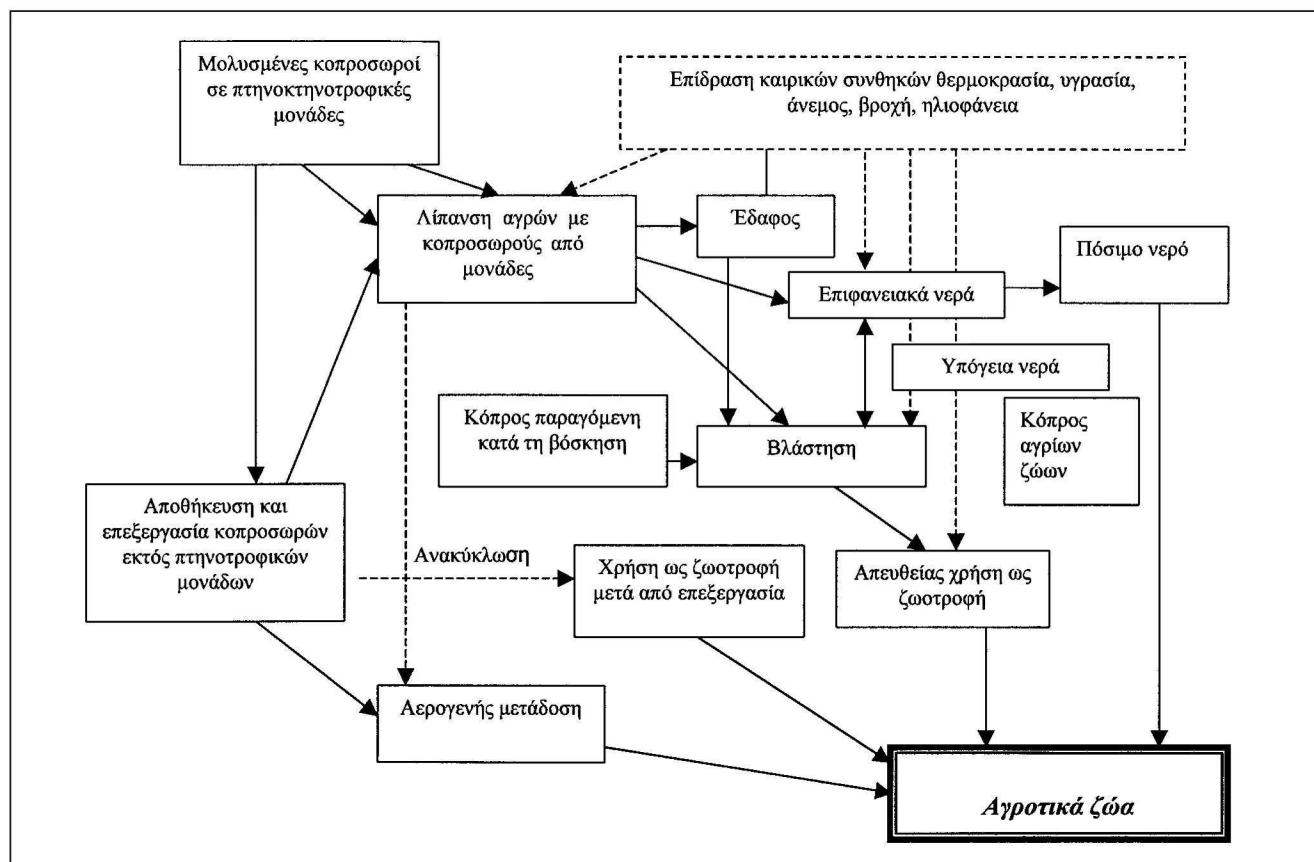 Μολυσμένες κοπροσωροί
σε πτηνοκτηνοτροφικές
μονάδες
Επίδραση καιρικών συνθηκών θερμοκρασία, υγρασία,
άνεμος, βροχή, ηλιοφάνεια
Λίπανση αγρών με
κοπροσωρούς από
μονάδες
Έδαφος
Πόσιμο νερό
Επιφανειακά νερά
Υπόγεια νερά
Κόπρος παραγόμενη
κατά τη βόσκηση
Βλάστηση
Κόπρος
αγρίων
ζώων
Αποθήκευση και
επεξεργασία κοπροσωρών
εκτός πτηνοτροφικών
μονάδων
Ανακύκλωση
Χρήση ως ζωοτροφή
μετά από επεξεργασία
Απευθείας χρήση ως
ζωοτροφή
Αερογενής μετάδοση
Αγροτικά ζώα